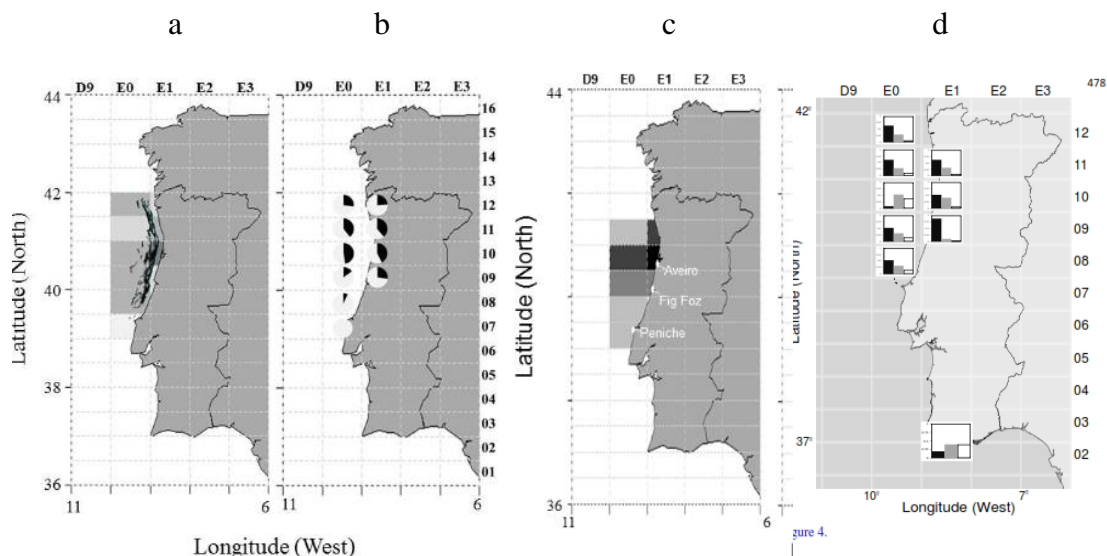 a b c d
D9 E0 E1 E2 E3
44
42
40
38
36
11 6
Latitude (North)
D9 E0 E1 E2 E3
16
15
14
13
12
11
10
09
08
07
06
05
04
03
02
01
11 6
Longitude (West)
D9 E0 E1 E2 E3
44
36
11 6
Latitude (North)
Aveiro
Fig Foz
Peniche
gure 4.
478
D9 E0 E1 E2 E3
42°
37°
12
11
10
09
08
07
06
05
04
03
02
10° 7°
Latitude (North)
Longitude (West)